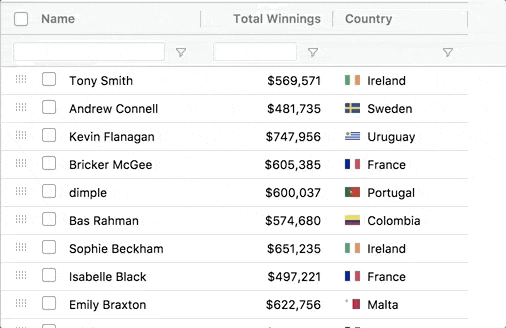 Name Total Winnings Country
Tony Smith $569,571 Ireland
Andrew Connell $481,735 Sweden
Kevin Flanagan $747,956 Uruguay
Bricker McGee $605,385 France
dimple $600,037 Portugal
Bas Rahman $574,680 Colombia
Sophie Beckham $651,235 Ireland
Isabelle Black $497,221 France
Emily Braxton $622,756 Malta